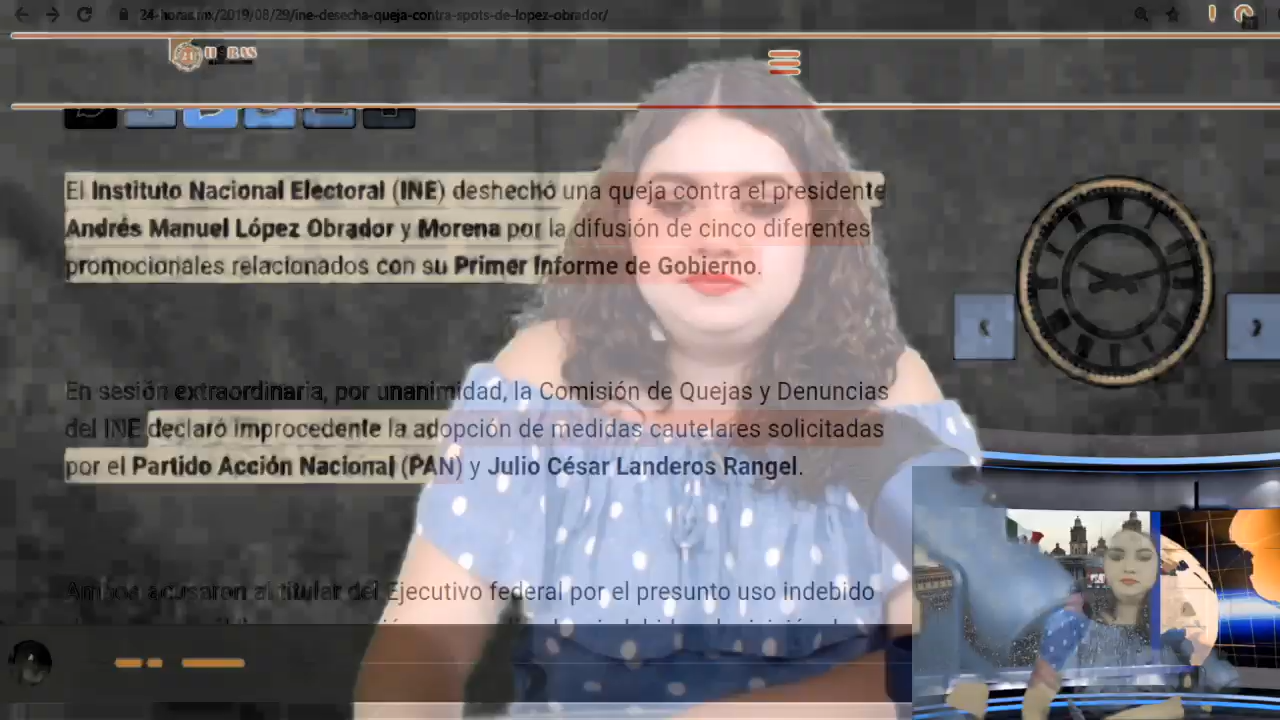 24-horas.mx/2019/08/29/ine-desecha-queja-contra-spots-de-lopez-obrador/
24 HORAS
El Instituto Nacional Electoral (INE) deshechó una queja contra el presidente
Andrés Manuel López Obrador y Morena por la difusión de cinco diferentes
promocionales relacionados con su Primer Informe de Gobierno.
En sesión extraordinaria, por unanimidad, la Comisión de Quejas y Denuncias
del INE declaró improcedente la adopción de medidas cautelares solicitadas
por el Partido Acción Nacional (PAN) y Julio César Landeros Rangel.
Ambos acusaron al titular del Ejecutivo federal por el presunto uso indebido